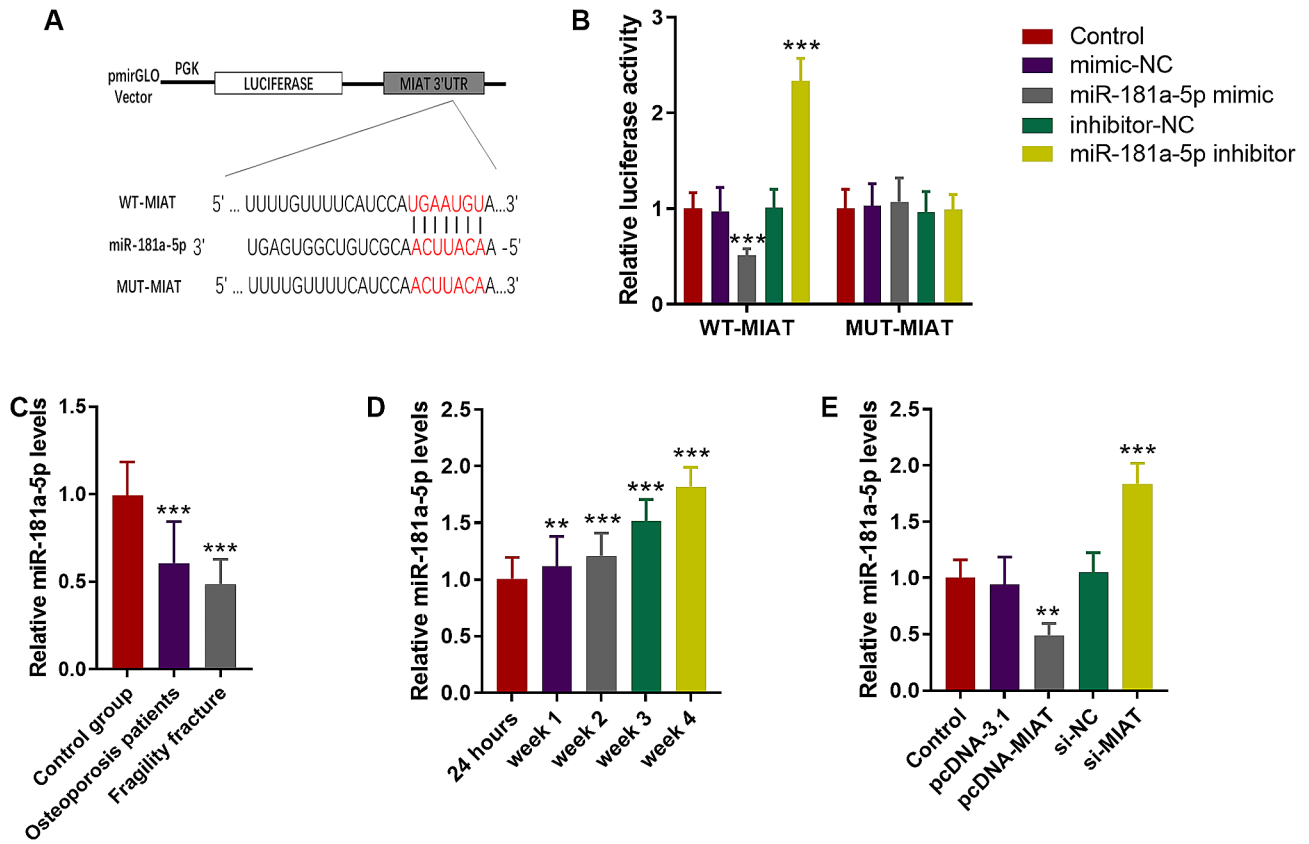 A
pmirGLO
Vector
PGK
LUCIFERASE
MIAT 3'UTR
WT-MIAT 5' ... UUUUGUUUUCAUCCAUGAAUGUA...3'
miR-181a-5p 3' UGAGUGGCUGUCGCAACUUACAA -5'
MUT-MIAT 5' ... UUUUGUUUUCAUCCAACUUACAA...3'
B
Relative luciferase activity
3
2
1
0
***
***
WT-MIAT MUT-MIAT
Control
mimic-NC
miR-181a-5p mimic
inhibitor-NC
miR-181a-5p inhibitor
C
Relative miR-181a-5p levels
1.5
1.0
0.5
0.0
***
***
Control group
Osteoporosis patients
Fragility fracture
D
Relative miR-181a-5p levels
2.5
2.0
1.5
1.0
0.5
0.0
**
***
***
***
24 hours
week 1
week 2
week 3
week 4
E
Relative miR-181a-5p levels
2.5
2.0
1.5
1.0
0.5
0.0
**
***
Control
pcDNA-3.1
pcDNA-MIAT
si-NC
si-MIAT